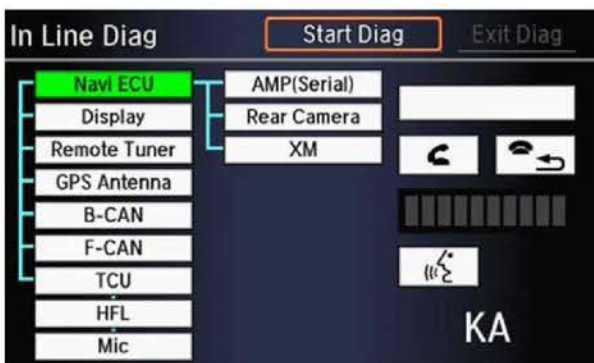 In Line Diag Start Diag Exit Diag
Navi ECU AMP(Serial)
Display Rear Camera
Remote Tuner XM
GPS Antenna
B-CAN
F-CAN
TCU
HFL
Mic
KA